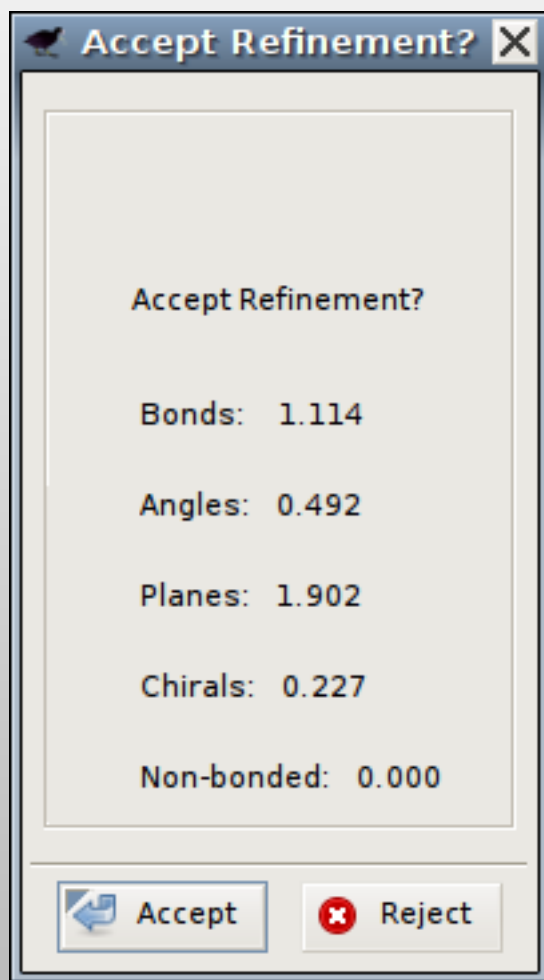 Accept Refinement?
Accept Refinement?
Bonds: 1.114
Angles: 0.492
Planes: 1.902
Chirals: 0.227
Non-bonded: 0.000
Accept Reject